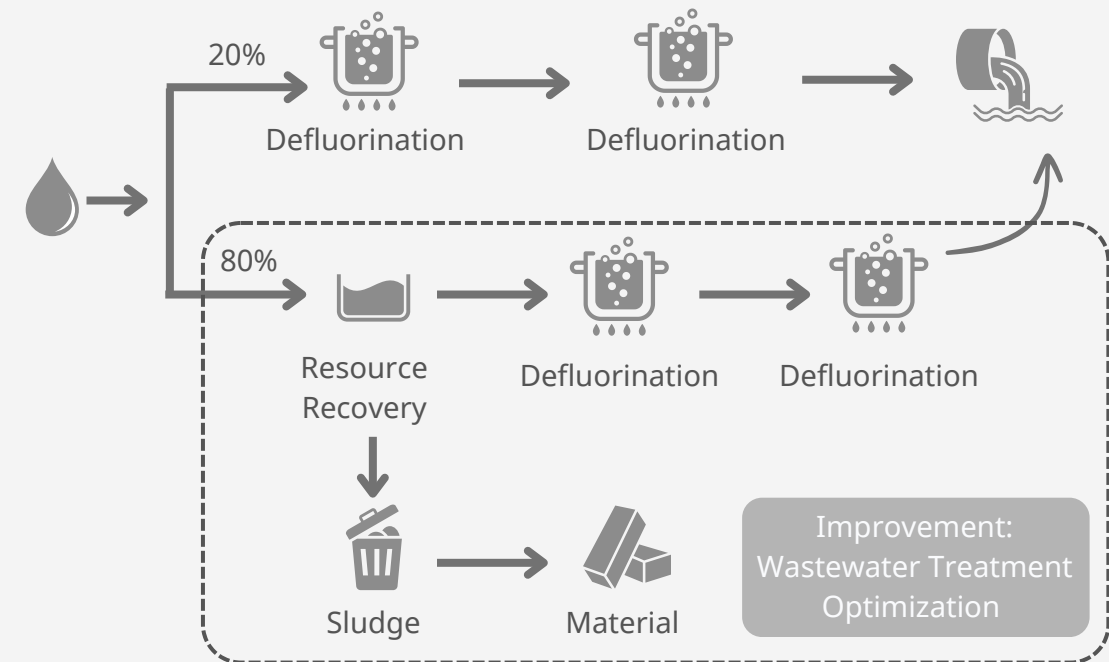 20%
Defluorination
Defluorination
80%
Resource
Recovery
Defluorination
Defluorination
Sludge
Material
Improvement:
Wastewater Treatment
Optimization